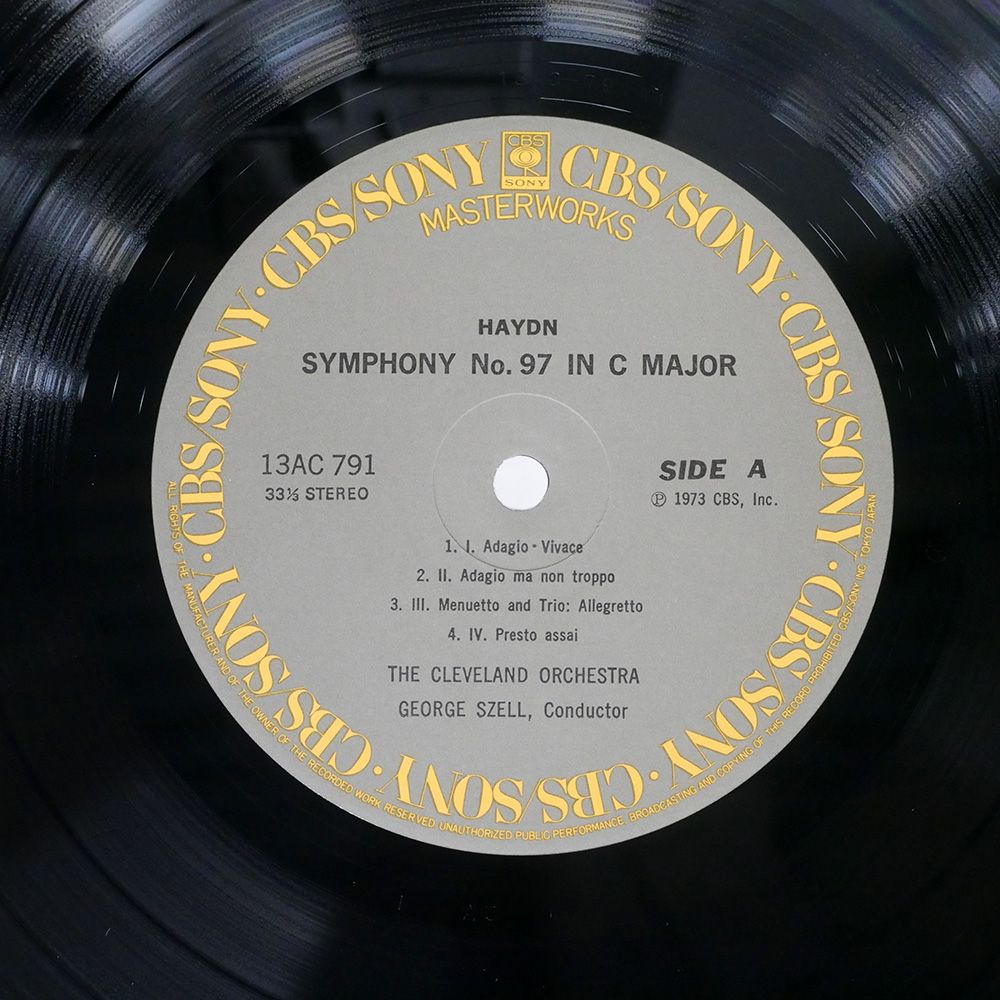 CBS
SONY
CBS/SONY · CBS/SONY · CBS/SONY · CBS/SONY · CBS/SONY · CBS/SONY · CBS/SONY · CBS/SONY · CBS/SONY · CBS/SONY
MASTERWORKS
HAYDN
SYMPHONY No. 97 IN C MAJOR
13AC 791
33⅓ STEREO
SIDE A
Ⓟ 1973 CBS, Inc.
1. I. Adagio - Vivace
2. II. Adagio ma non troppo
3. III. Menuetto and Trio: Allegretto
4. IV. Presto assai
THE CLEVELAND ORCHESTRA
GEORGE SZELL, Conductor
ALL RIGHTS OF THE MANUFACTURER AND OF THE OWNER OF THE RECORDED WORK RESERVED UNAUTHORIZED PUBLIC PERFORMANCE, BROADCASTING AND COPYING OF THIS RECORD PROHIBITED CBS/SONY INC. TOKYO JAPAN